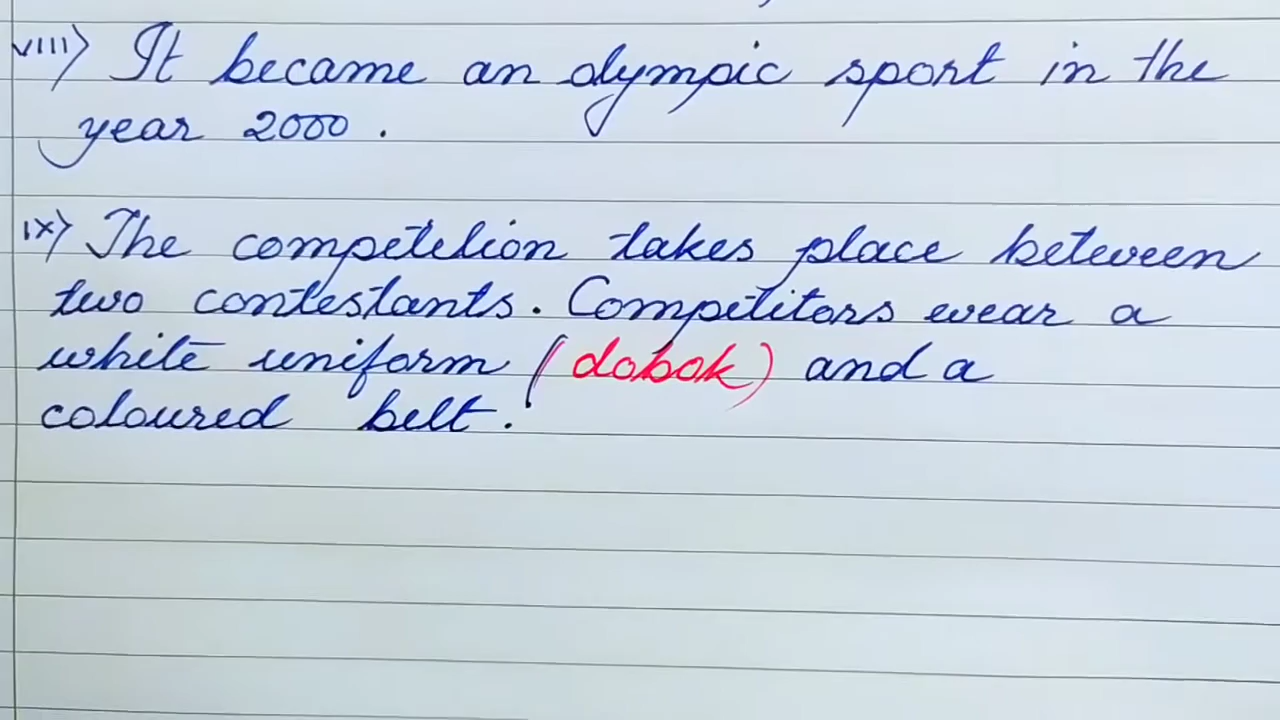 viii) It became an olympic sport in the
year 2000.
ix) The competetion takes place between
two contestants. Competitors wear a
white uniform (dobok) and a
coloured belt.